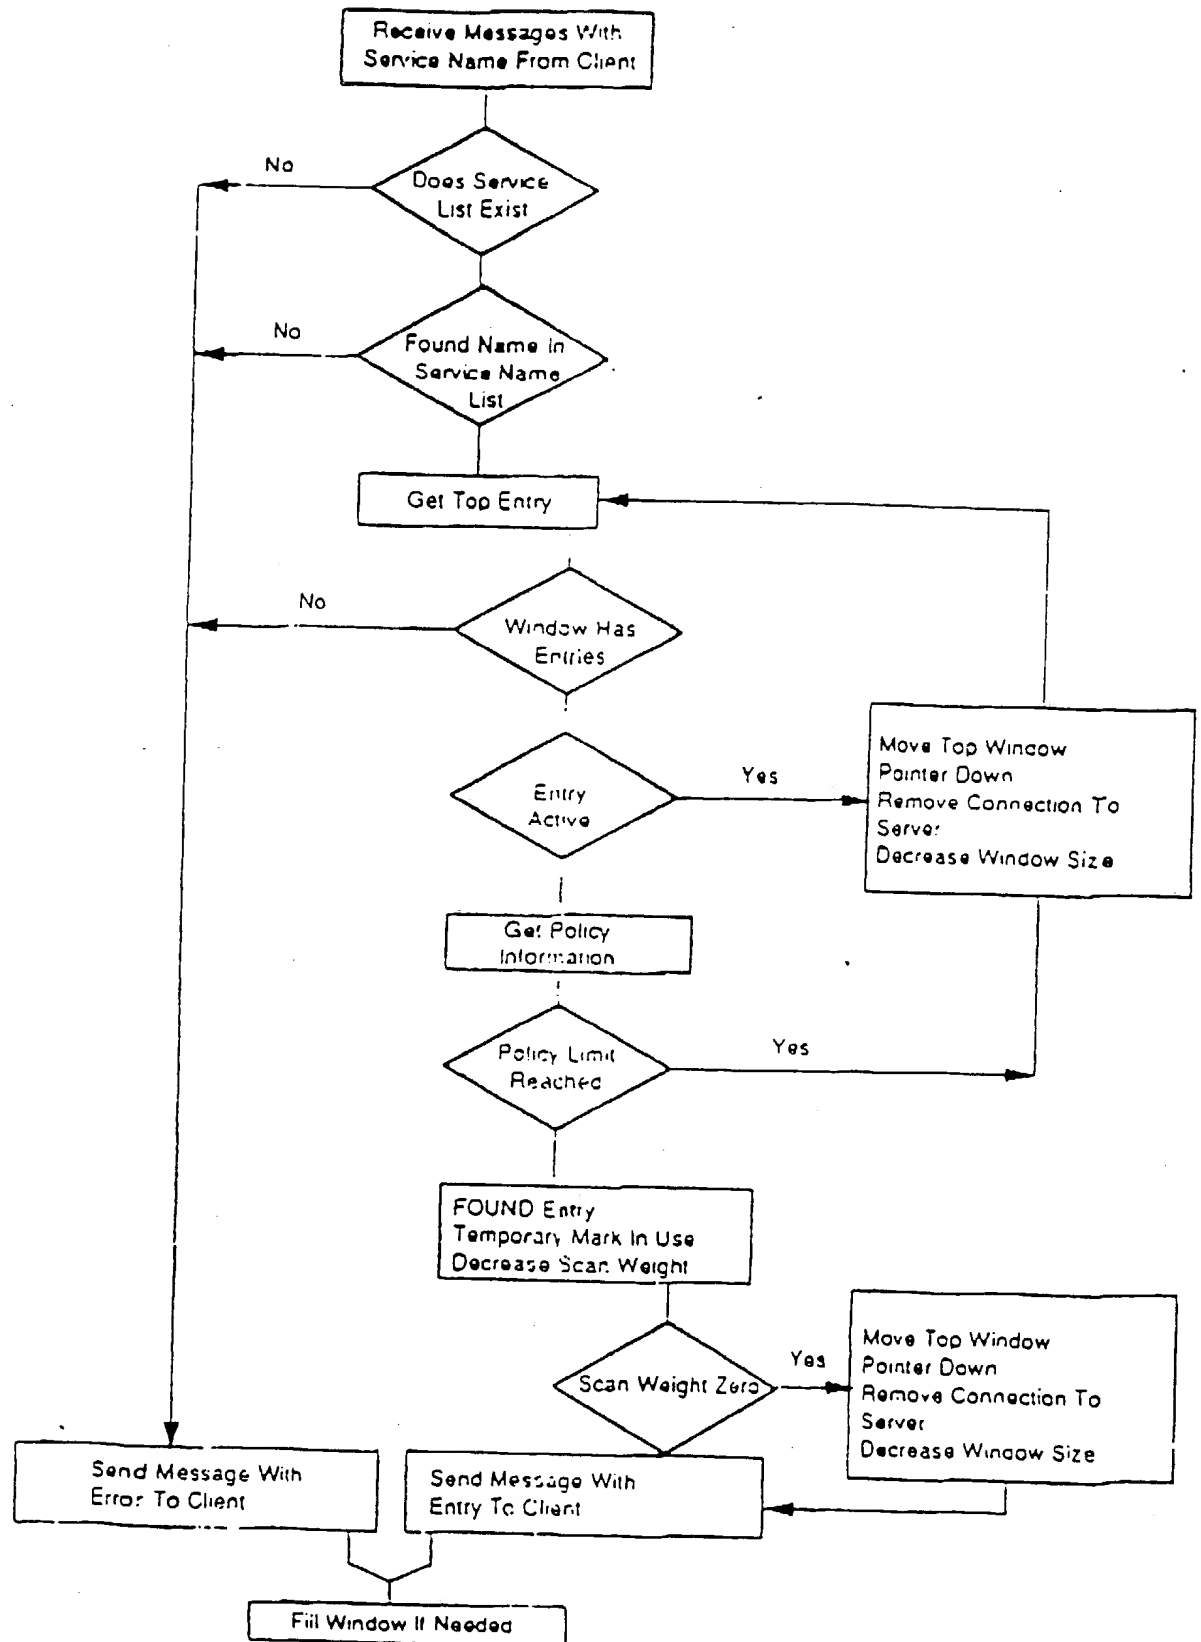 Receive Messages With
Service Name From Client
No
Does Service
List Exist
No
Found Name In
Service Name
List
Get Top Entry
No
Window Has
Entries
Entry
Active
Yes
Move Top Window
Pointer Down
Remove Connection To
Server
Decrease Window Size
Get Policy
Information
Policy Limit
Reached
Yes
FOUND Entry
Temporary Mark In Use
Decrease Scan Weight
Scan Weight Zero
Yes
Move Top Window
Pointer Down
Remove Connection To
Server
Decrease Window Size
Send Message With
Error To Client
Send Message With
Entry To Client
Fill Window If Needed